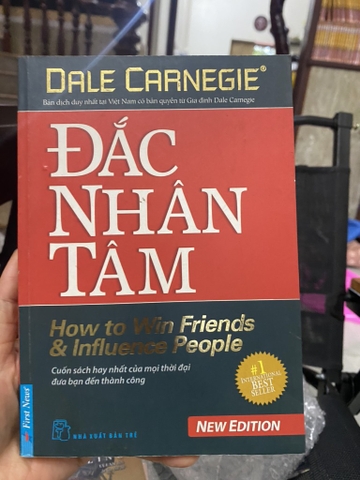 DALE CARNEGIE®
Bản dịch duy nhất tại Việt Nam có bản quyền từ Gia đình Dale Carnegie
ĐẮC
NHÂN
TÂM
How to Win Friends
& Influence People
Cuốn sách hay nhất của mọi thời đại
đưa bạn đến thành công
#1
INTERNATIONAL
BEST
SELLER
First News
NHÀ XUẤT BẢN TRẺ
NEW EDITION